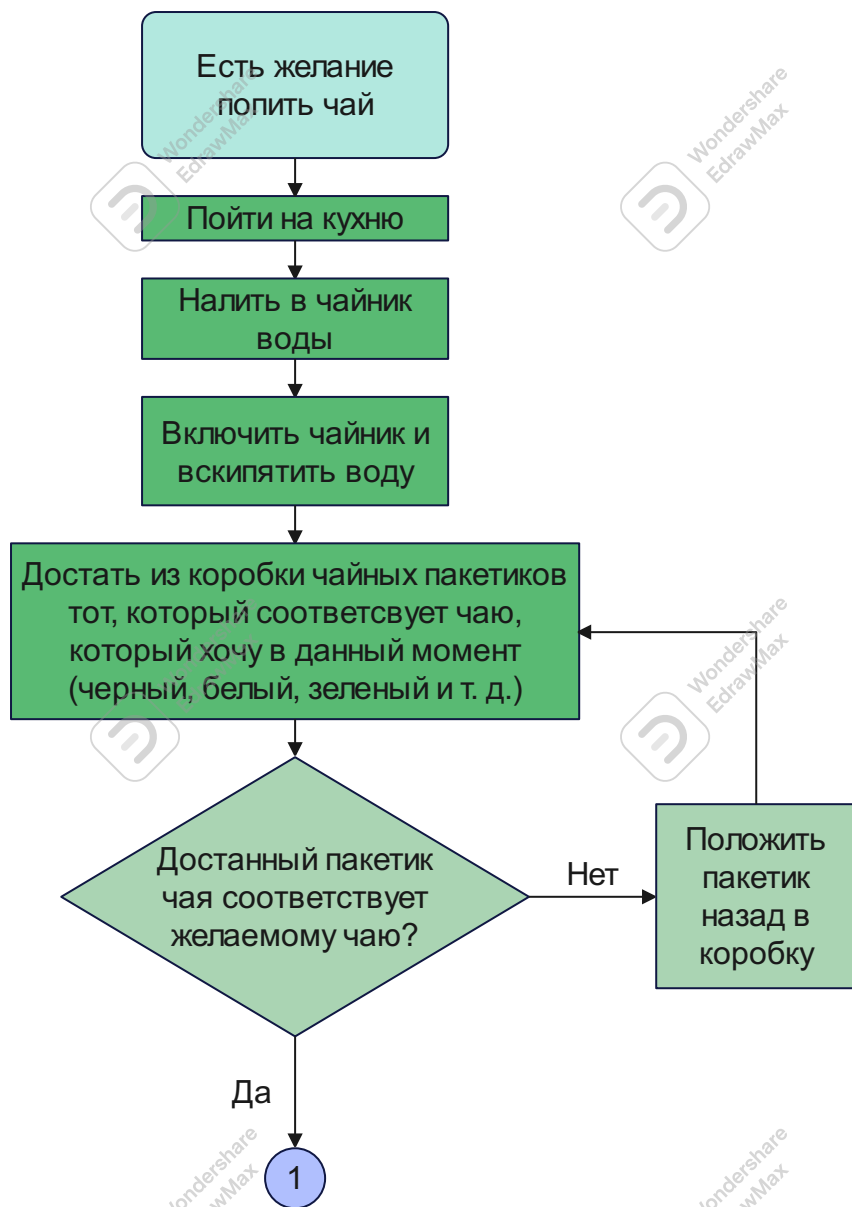 Есть желание
попить чай
Пойти на кухню
Налить в чайник
воды
Включить чайник и
вскипятить воду
Достать из коробки чайных пакетиков
тот, который соответсвует чаю,
который хочу в данный момент
(черный, белый, зеленый и т. д.)
Достанный пакетик
чая соответствует
желаемому чаю?
Нет
Положить
пакетик
назад в
коробку
Да
1
Wondershare
EdrawMax
Wondershare
EdrawMax
Wondershare
EdrawMax